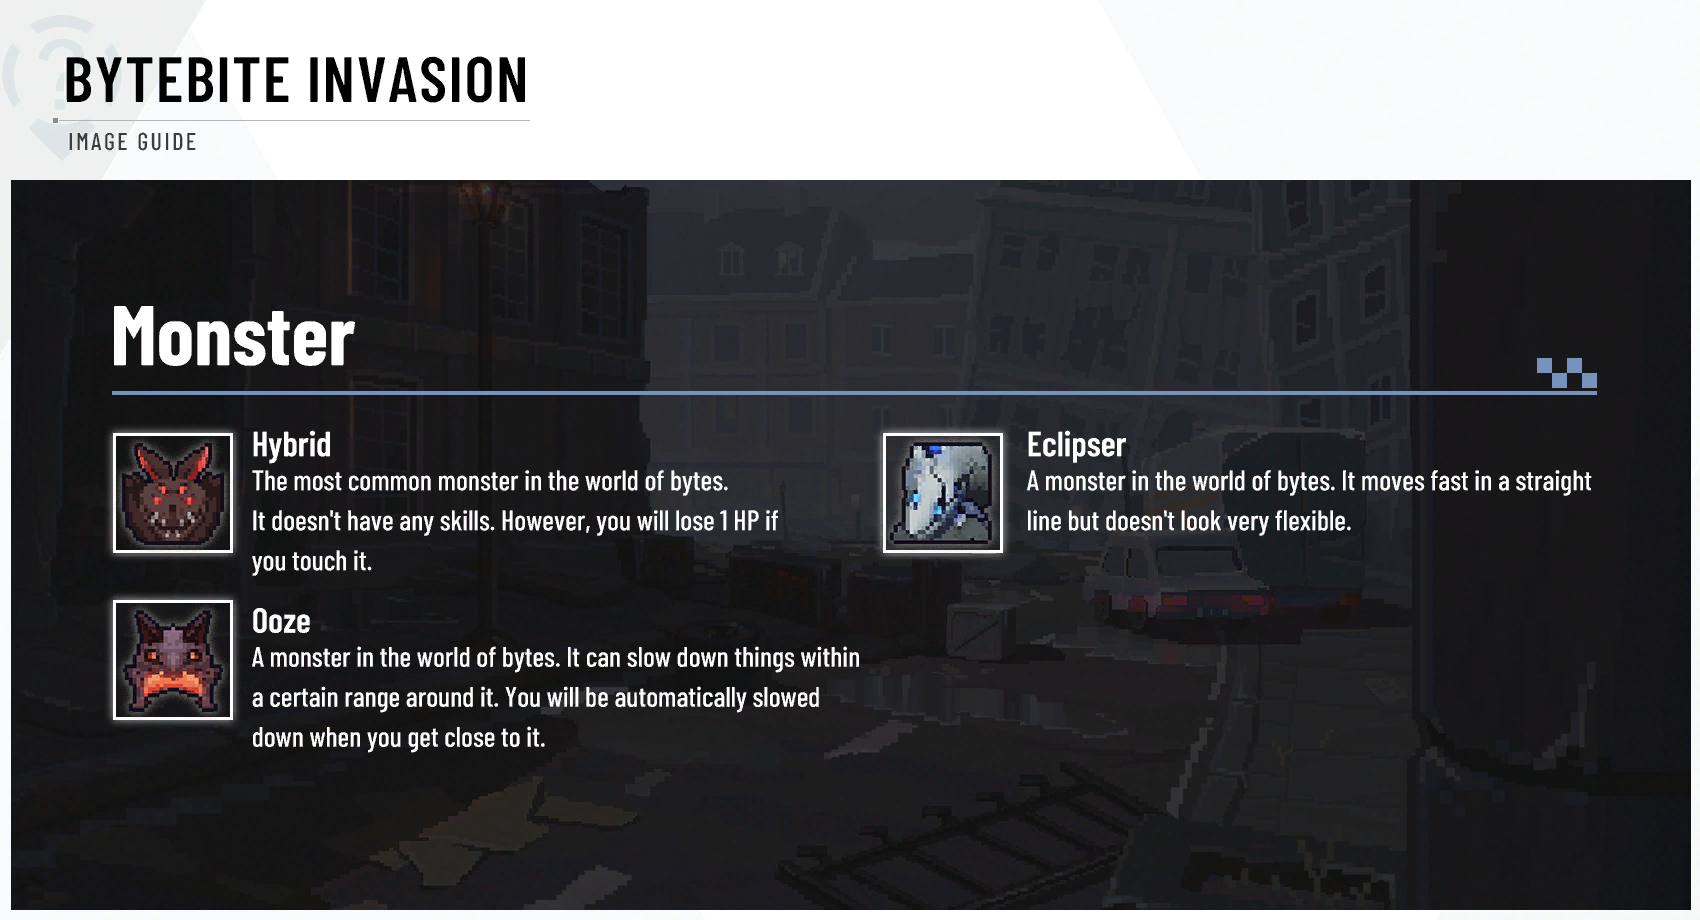 BYTEBITE INVASION
IMAGE GUIDE
Monster
Hybrid
The most common monster in the world of bytes.
It doesn't have any skills. However, you will lose 1 HP if
you touch it.
Eclipser
A monster in the world of bytes. It moves fast in a straight
line but doesn't look very flexible.
Ooze
A monster in the world of bytes. It can slow down things within
a certain range around it. You will be automatically slowed
down when you get close to it.